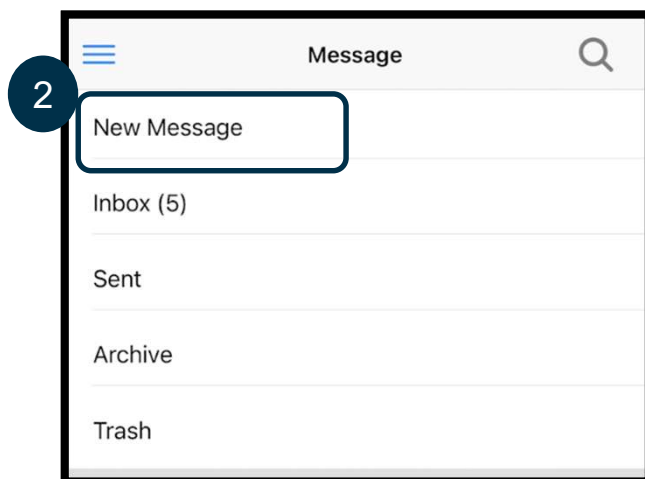 Message
2
New Message
Inbox (5)
Sent
Archive
Trash